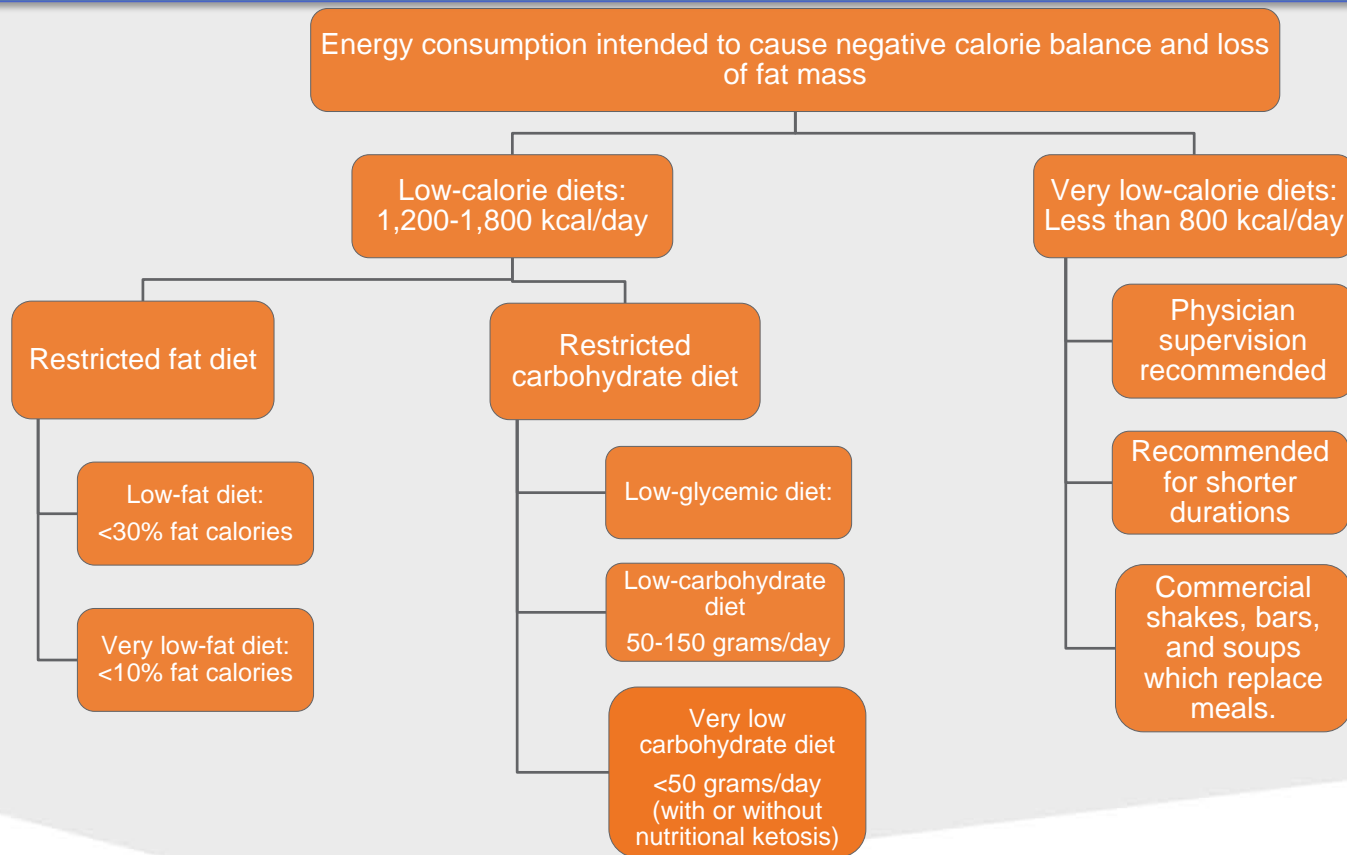 Energy consumption intended to cause negative calorie balance and loss
of fat mass
Low-calorie diets:
1,200-1,800 kcal/day
Very low-calorie diets:
Less than 800 kcal/day
Restricted fat diet
Low-fat diet:
<30% fat calories
Very low-fat diet:
<10% fat calories
Restricted
carbohydrate diet
Low-glycemic diet:
Low-carbohydrate
diet
50-150 grams/day
Very low
carbohydrate diet
<50 grams/day
(with or without
nutritional ketosis)
Physician
supervision
recommended
Recommended
for shorter
durations
Commercial
shakes, bars,
and soups
which replace
meals.